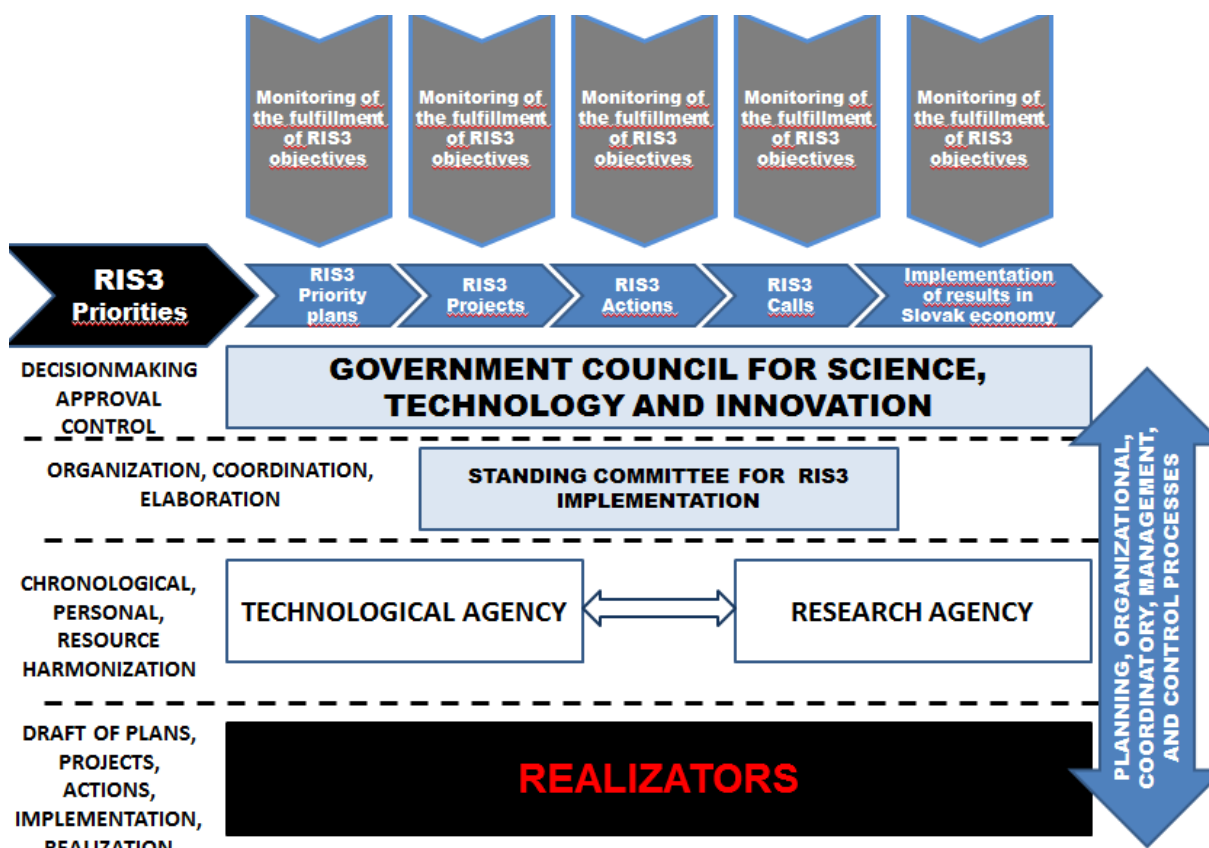 Monitoring of
the fulfillment
of RIS3
objectives
Monitoring of
the fulfillment
of RIS3
objectives
Monitoring of
the fulfillment
of RIS3
objectives
Monitoring of
the fulfillment
of RIS3
objectives
Monitoring of
the fulfillment
of RIS3
objectives
RIS3
Priorities
RIS3
Priority
plans
RIS3
Projects
RIS3
Actions
RIS3
Calls
Implementation
of results in
Slovak economy
DECISIONMAKING
APPROVAL
CONTROL
GOVERNMENT COUNCIL FOR SCIENCE,
TECHNOLOGY AND INNOVATION
ORGANIZATION, COORDINATION,
ELABORATION
STANDING COMMITTEE FOR RIS3
IMPLEMENTATION
CHRONOLOGICAL,
PERSONAL,
RESOURCE
HARMONIZATION
TECHNOLOGICAL AGENCY
RESEARCH AGENCY
DRAFT OF PLANS,
PROJECTS,
ACTIONS,
IMPLEMENTATION,
REALIZATION
REALIZATORS
PLANNING, ORGANIZATIONAL,
COORDINATORY, MANAGEMENT,
AND CONTROL PROCESSES